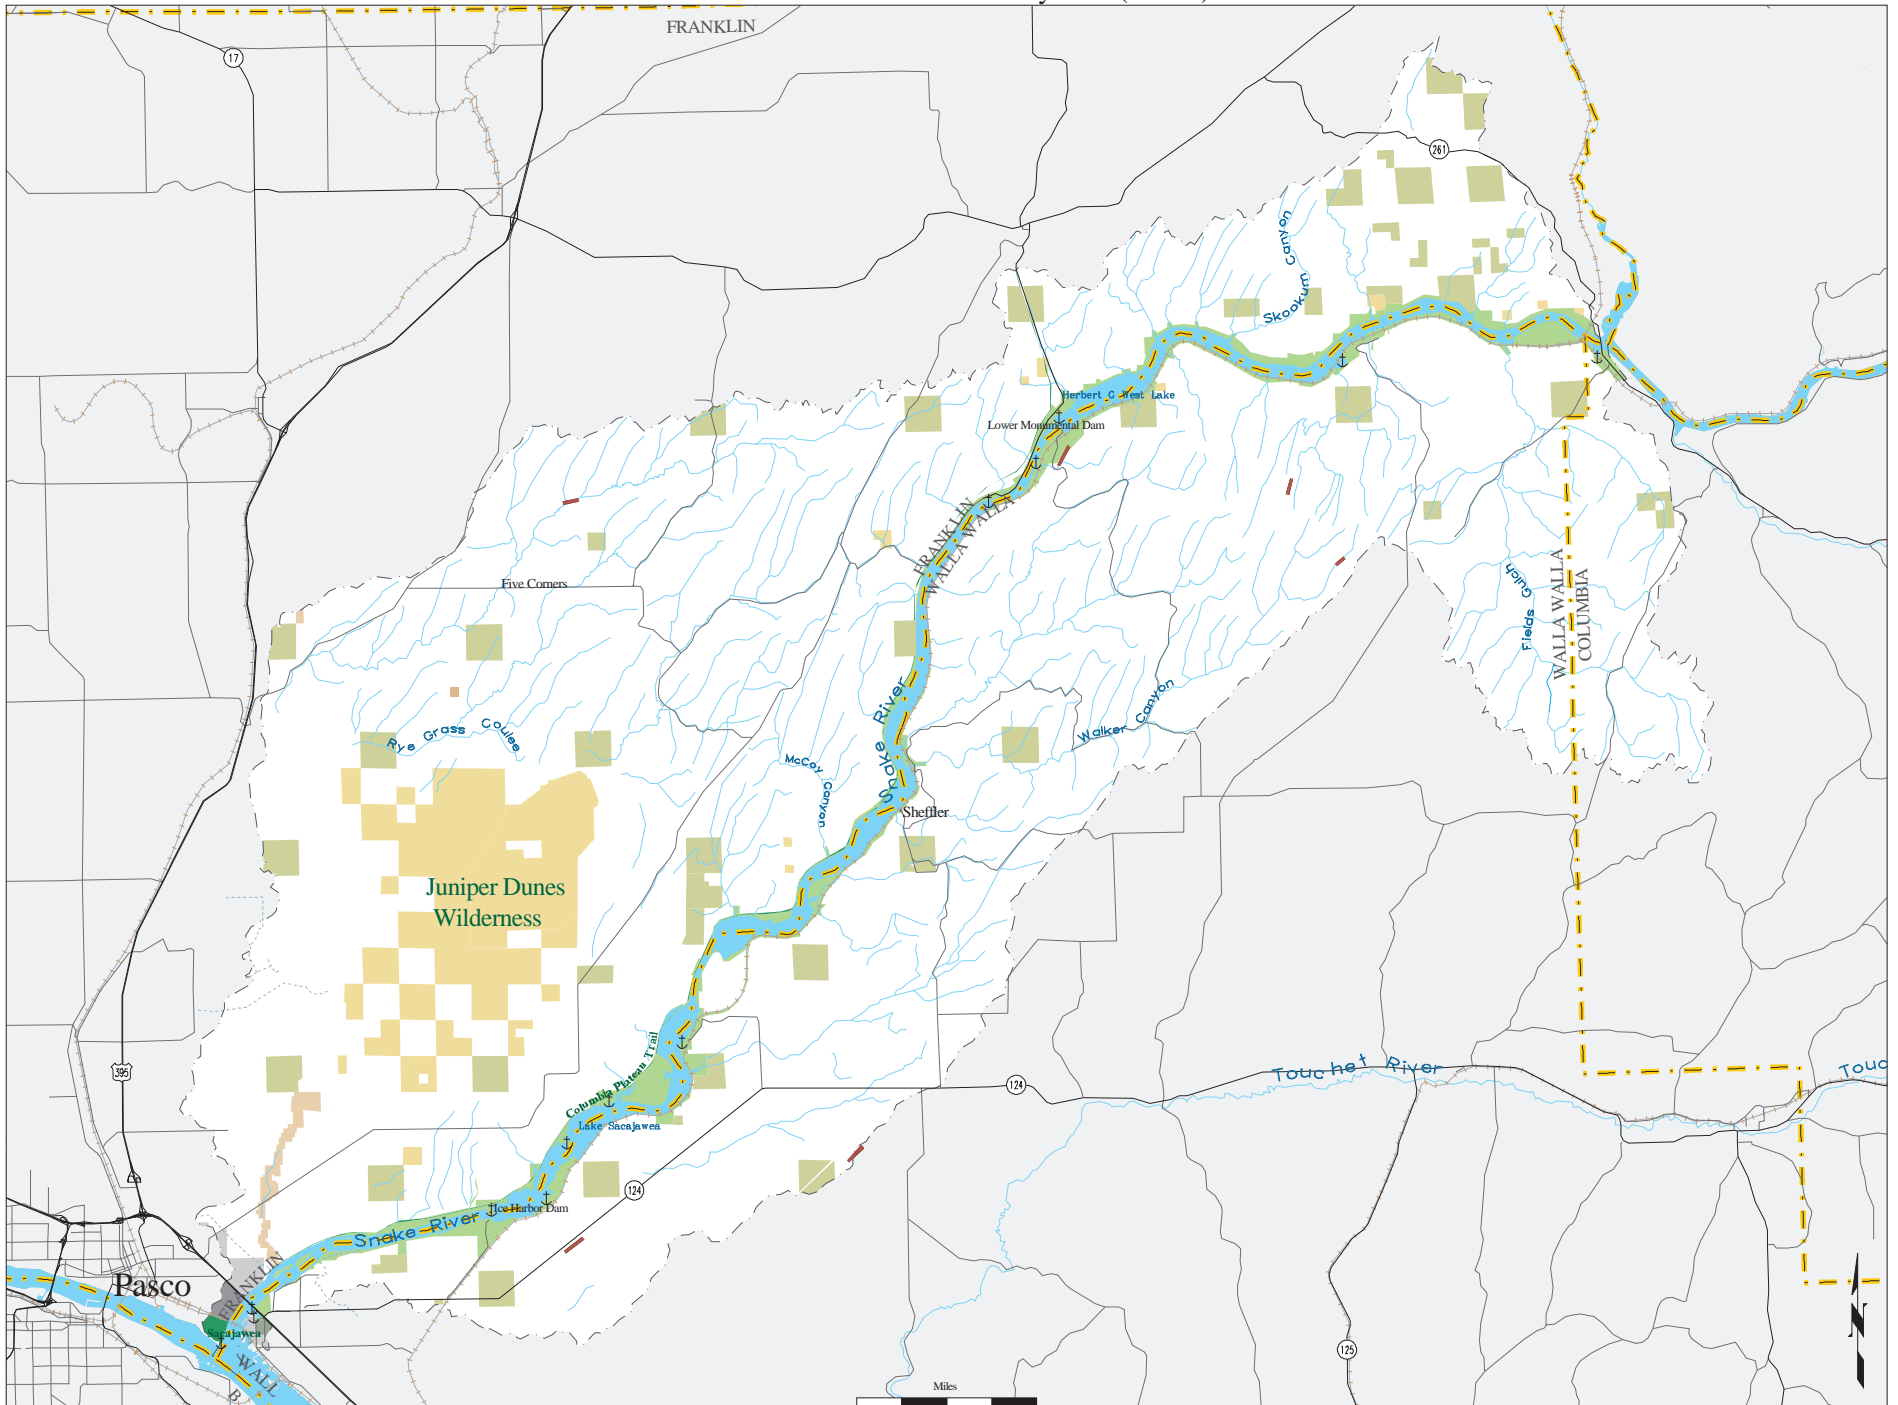 FRANKLIN
17
261
Skookum Canyon
Herbert G West Lake
Lower Monumental Dam
FRANKLIN
WALLA WALLA
Five Corners
Fields Gulch
WALLA WALLA
COLUMBIA
Snake River
Walker Canyon
Rye Grass Coulee
McCoy Canyon
Sheffler
Juniper Dunes
Wilderness
395
Columbia Plateau Trail
Touchet River
Touc
124
Lake Sacajawea
124
Ice Harbor Dam
Snake River
FRANKLIN
Pasco
Sacajawea
WALL
B
125
N
Miles